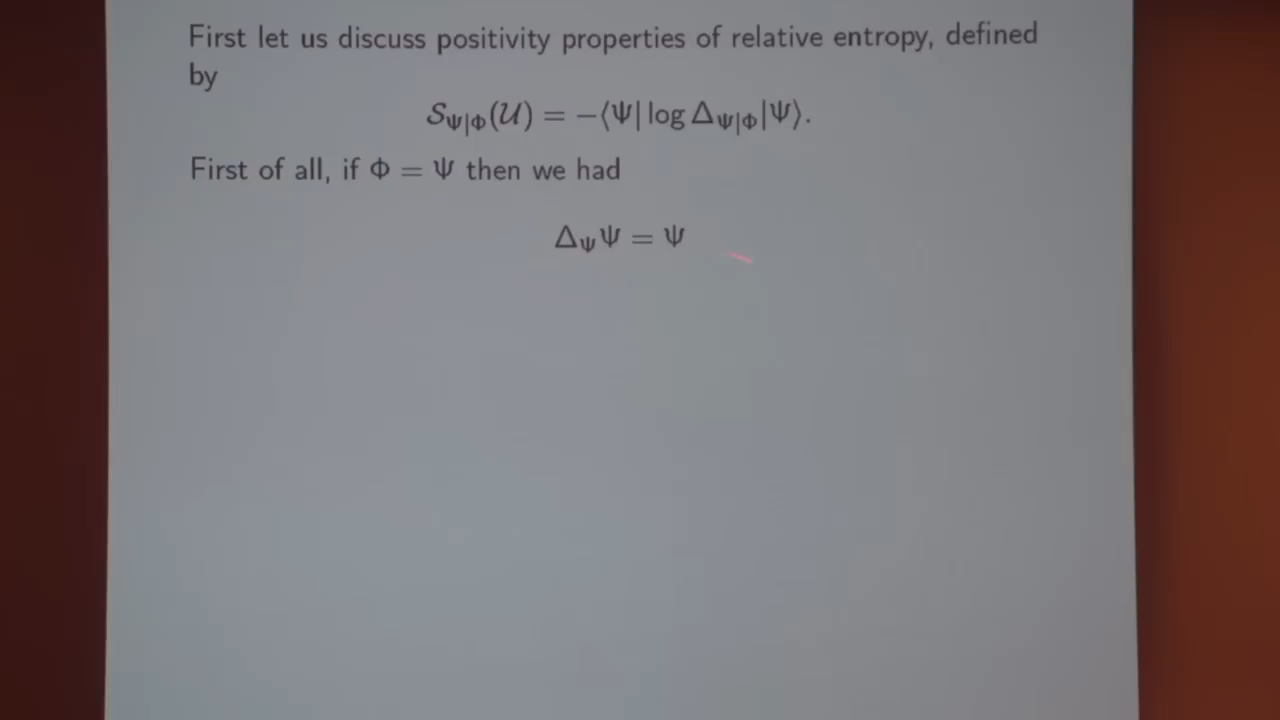 First let us discuss positivity properties of relative entropy, defined
by
𝒮_{Ψ|Φ}(𝒰) = −⟨Ψ| log Δ_{Ψ|Φ}|Ψ⟩.
First of all, if Φ = Ψ then we had
Δ_Ψ Ψ = Ψ